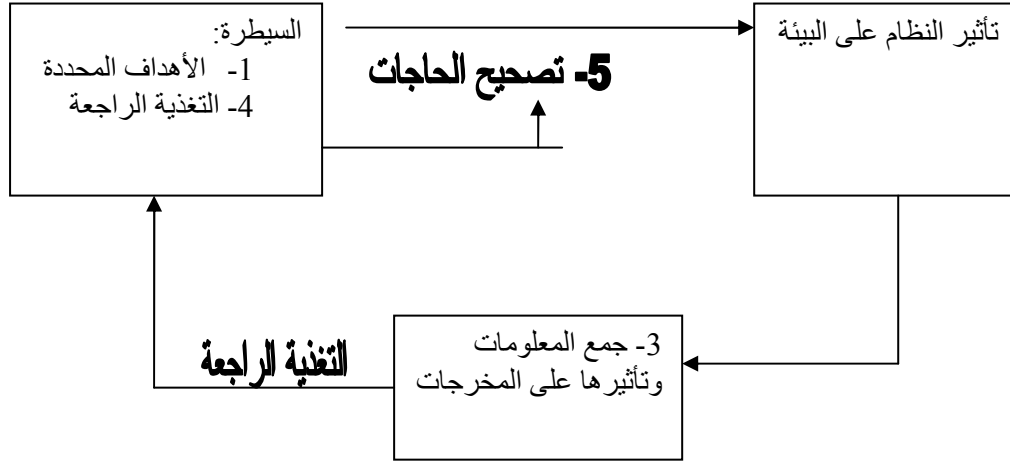 السيطرة:
1- الأهداف المحددة
4- التغذية الراجعة
5- تصحيح الحاجات
تأثير النظام على البيئة
3- جمع المعلومات
وتأثيرها على المخرجات
التغذية الراجعة